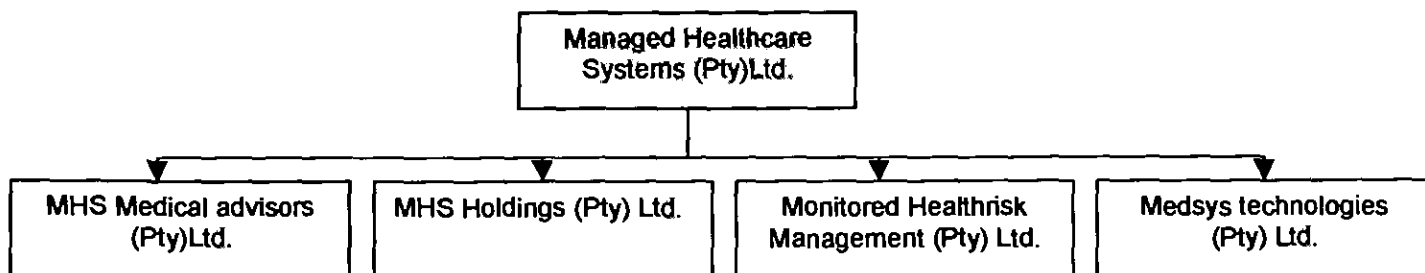 Managed Healthcare
Systems (Pty)Ltd.
MHS Medical advisors
(Pty)Ltd.
MHS Holdings (Pty) Ltd.
Monitored Healthrisk
Management (Pty) Ltd.
Medsys technologies
(Pty) Ltd.